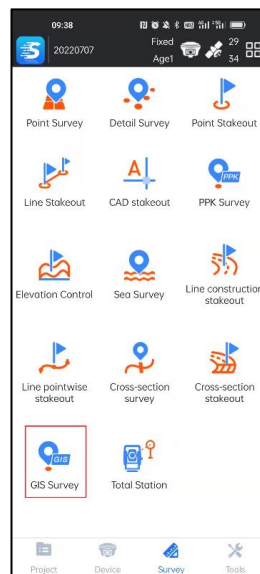 09:38
20220707
Fixed
Age1
29
34
Point Survey
Detail Survey
Point Stakeout
Line Stakeout
CAD stakeout
PPK
PPK Survey
Elevation Control
Sea Survey
Line construction
stakeout
Line pointwise
stakeout
Cross-section
survey
Cross-section
stakeout
GIS
GIS Survey
Total Station
Project
Device
Survey
Tools